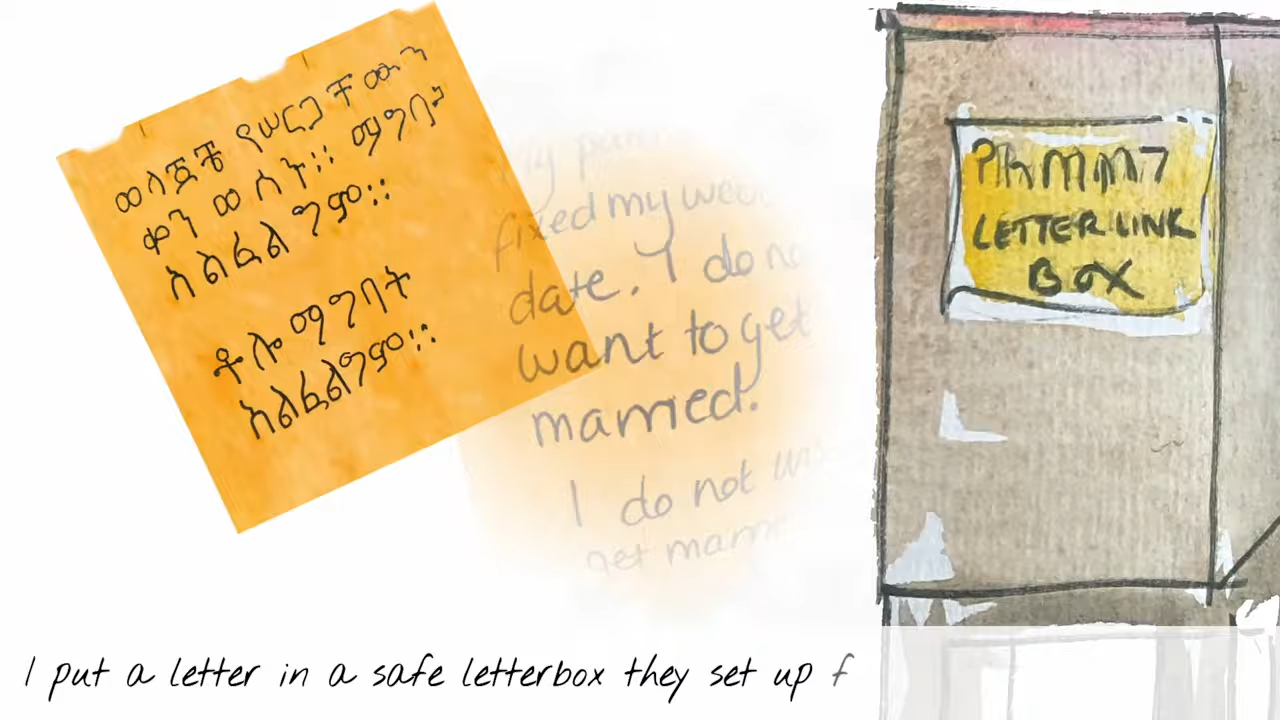 ወላጆቼ የሠርጋቸውን
ቀን ማግባት
አልፈልግም፡፡
ቶሎ ማግባት
አልፈልግም፡፡
fixed my
date. I do
want to get
married.
I do not
get
LETTER LINK
BOX
I put a letter in a safe letterbox they set up f